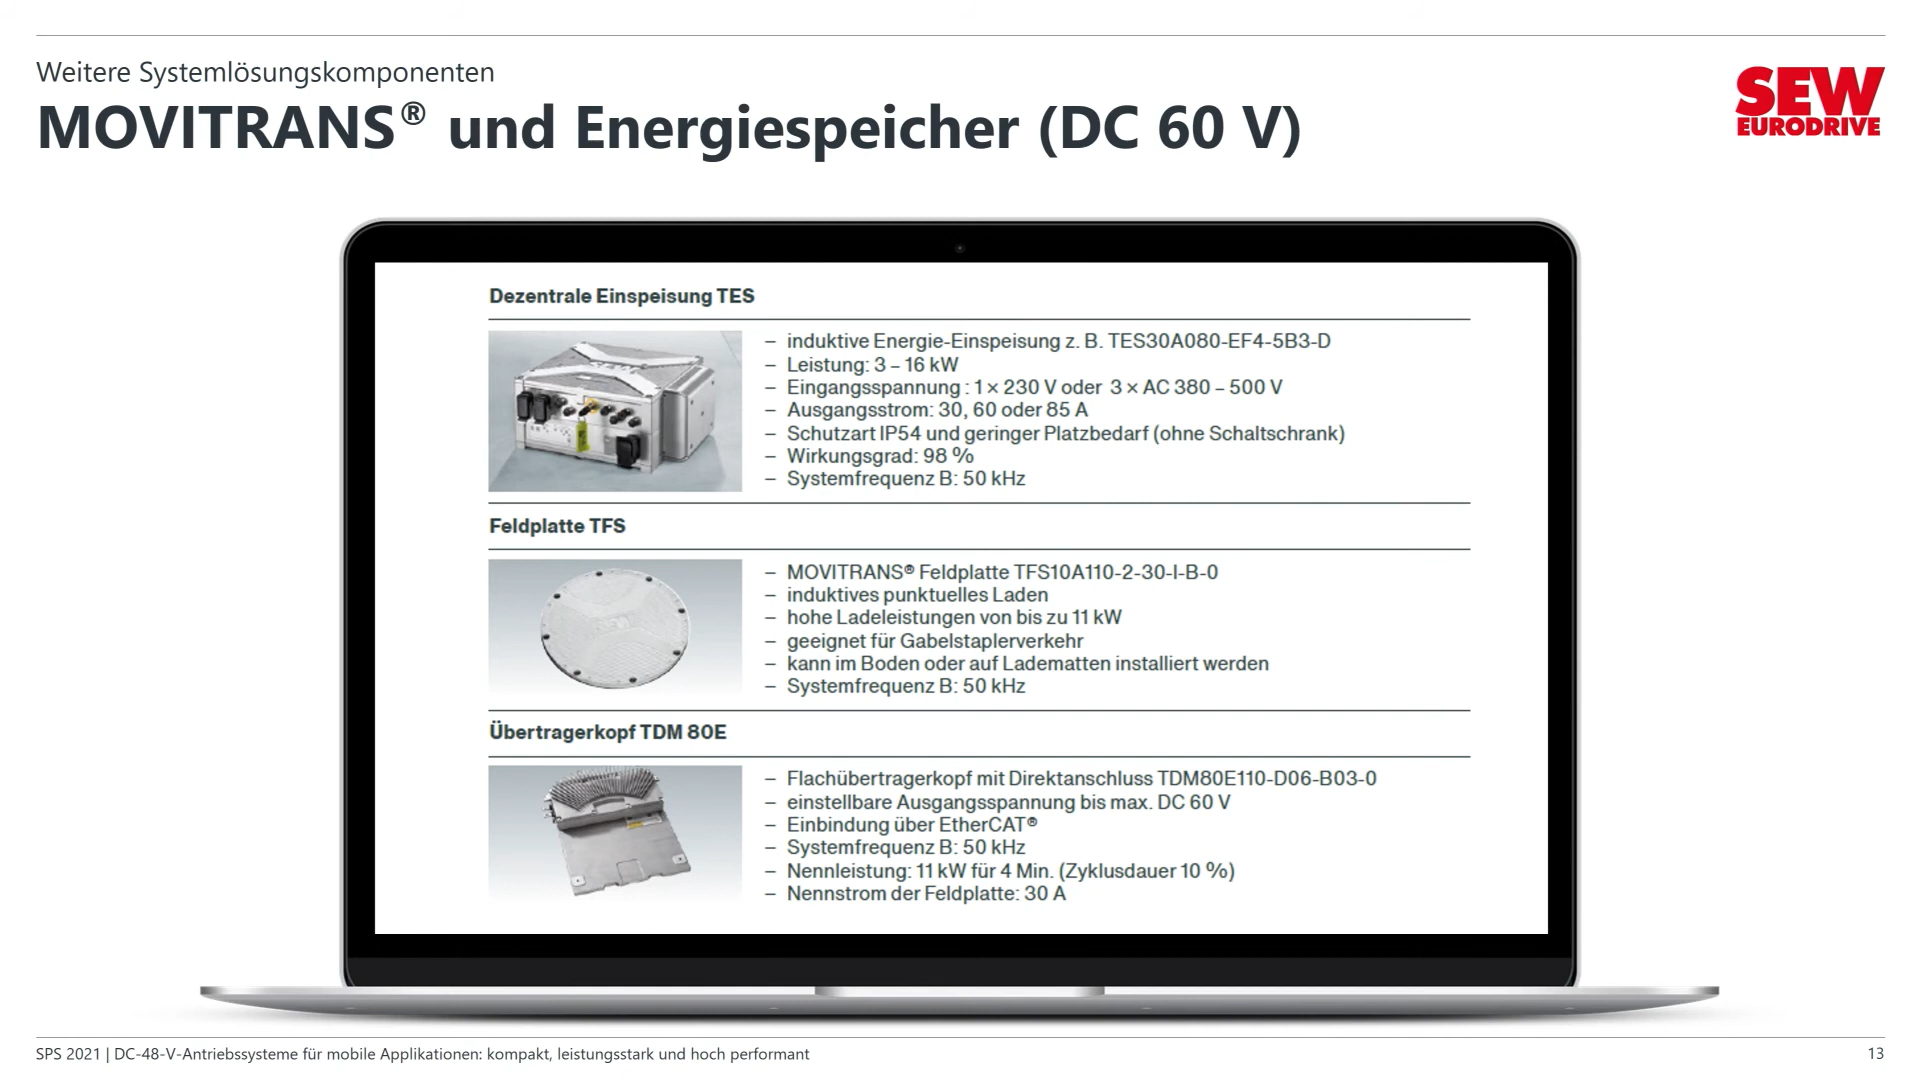 Weitere Systemlösungskomponenten
MOVITRANS® und Energiespeicher (DC 60 V)
SEW
EURODRIVE
Dezentrale Einspeisung TES
– induktive Energie-Einspeisung z. B. TES30A080-EF4-5B3-D
– Leistung: 3 – 16 kW
– Eingangsspannung : 1 × 230 V oder 3 × AC 380 – 500 V
– Ausgangsstrom: 30, 60 oder 85 A
– Schutzart IP54 und geringer Platzbedarf (ohne Schaltschrank)
– Wirkungsgrad: 98 %
– Systemfrequenz B: 50 kHz
Feldplatte TFS
– MOVITRANS® Feldplatte TFS10A110-2-30-I-B-0
– induktives punktuelles Laden
– hohe Ladeleistungen von bis zu 11 kW
– geeignet für Gabelstaplerverkehr
– kann im Boden oder auf Ladematten installiert werden
– Systemfrequenz B: 50 kHz
Übertragerkopf TDM 80E
– Flachübertragerkopf mit Direktanschluss TDM80E110-D06-B03-0
– einstellbare Ausgangsspannung bis max. DC 60 V
– Einbindung über EtherCAT®
– Systemfrequenz B: 50 kHz
– Nennleistung: 11 kW für 4 Min. (Zyklusdauer 10 %)
– Nennstrom der Feldplatte: 30 A
SPS 2021 | DC-48-V-Antriebssysteme für mobile Applikationen: kompakt, leistungsstark und hoch performant
13